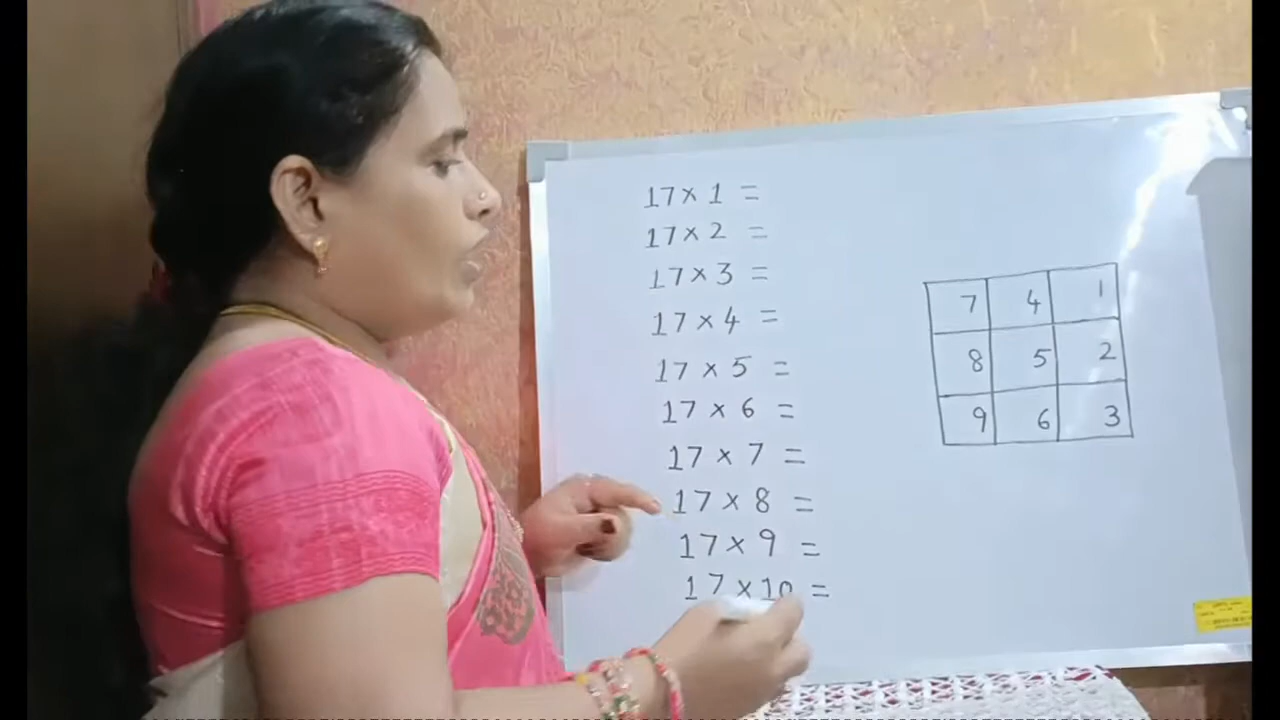 17 × 1 =
17 × 2 =
17 × 3 =
17 × 4 =
17 × 5 =
17 × 6 =
17 × 7 =
17 × 8 =
17 × 9 =
17 × 10 =
7 4 1
8 5 2
9 6 3